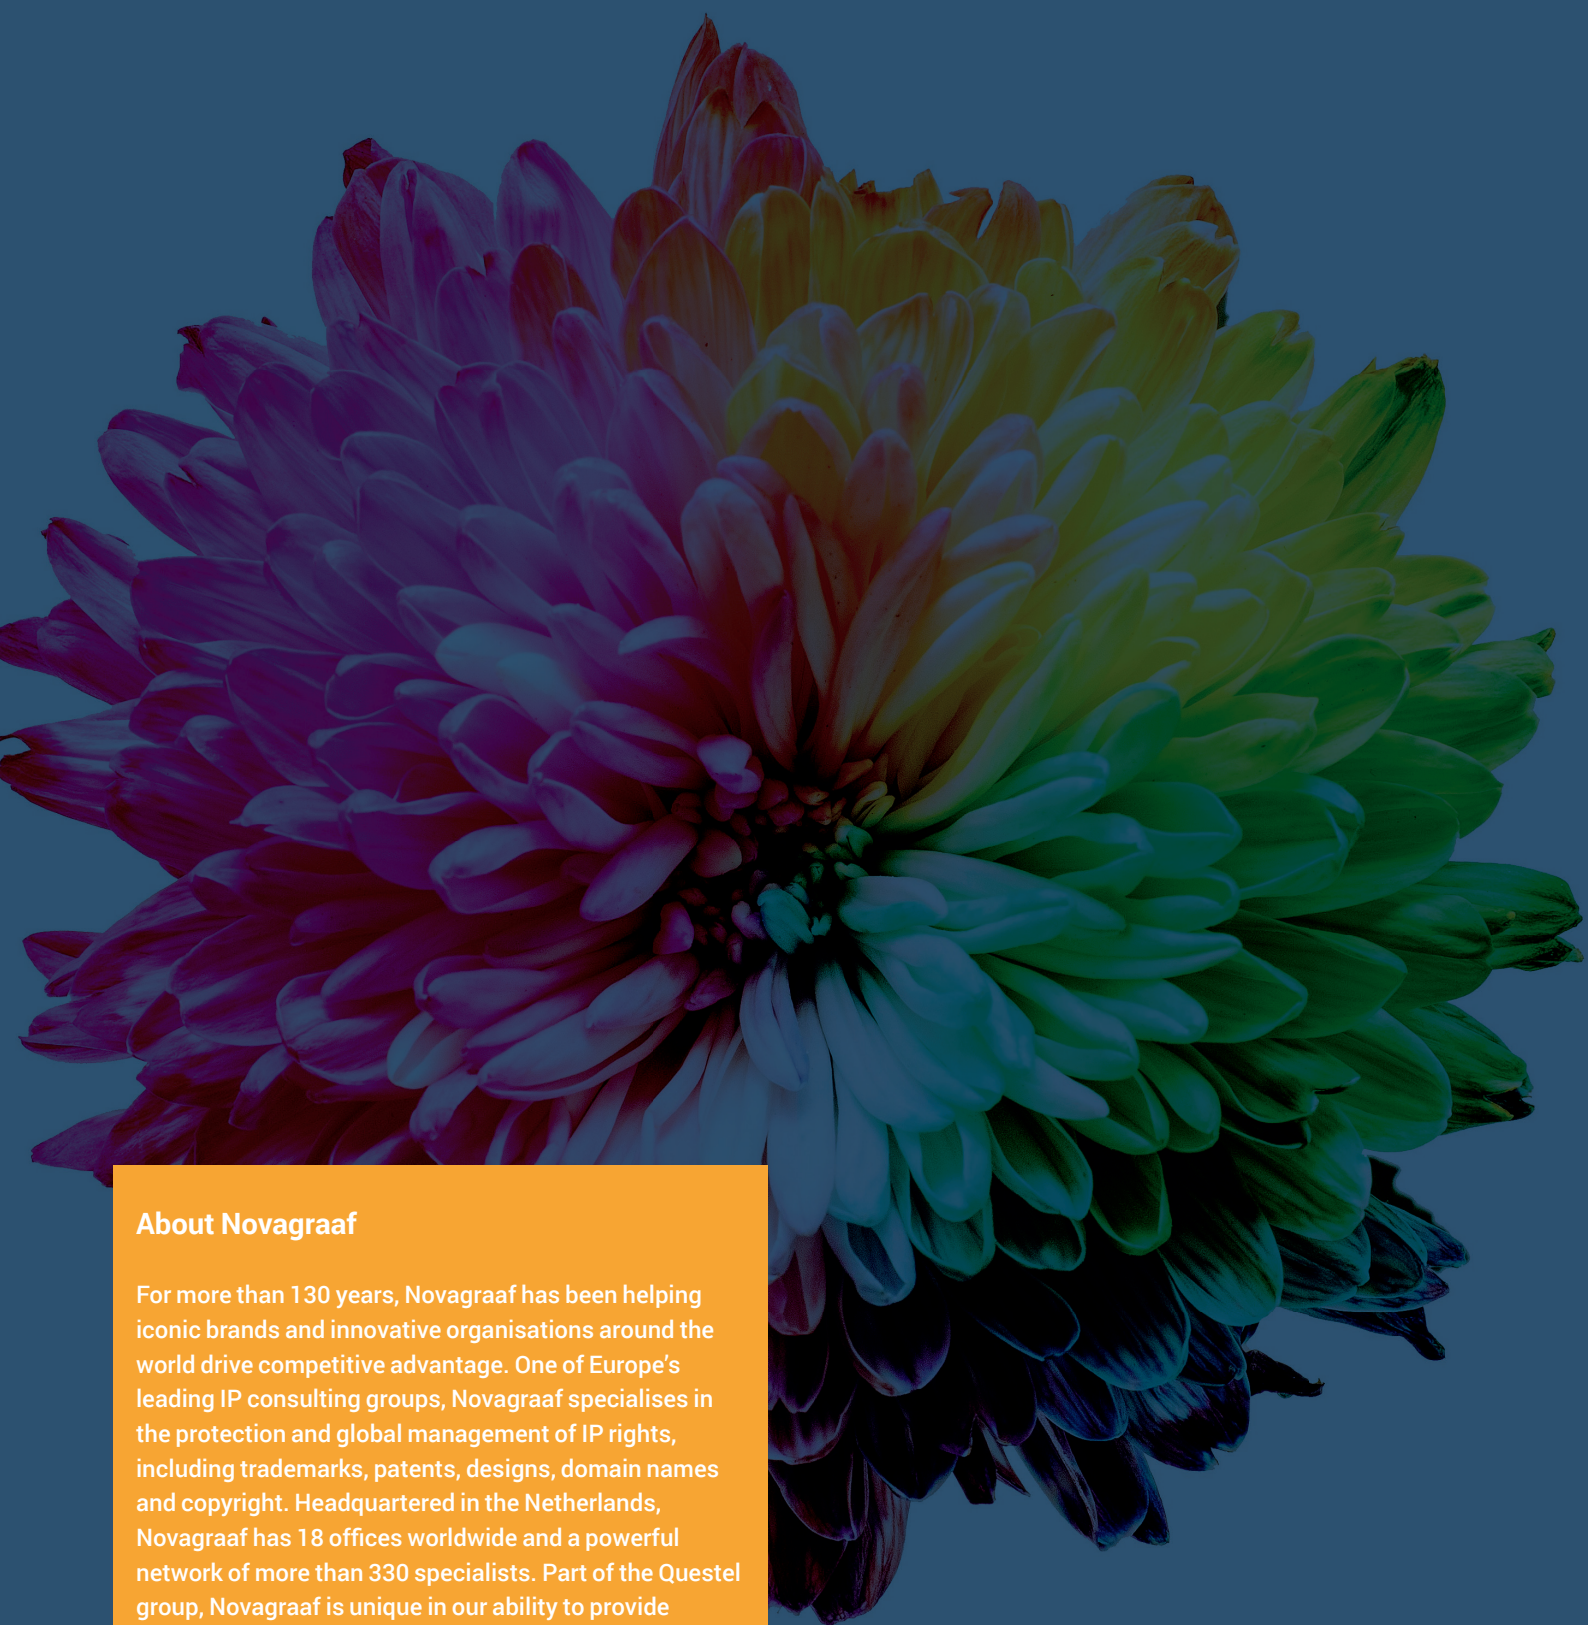 About Novagraaf
For more than 130 years, Novagraaf has been helping
iconic brands and innovative organisations around the
world drive competitive advantage. One of Europe's
leading IP consulting groups, Novagraaf specialises in
the protection and global management of IP rights,
including trademarks, patents, designs, domain names
and copyright. Headquartered in the Netherlands,
Novagraaf has 18 offices worldwide and a powerful
network of more than 330 specialists. Part of the Questel
group, Novagraaf is unique in our ability to provide